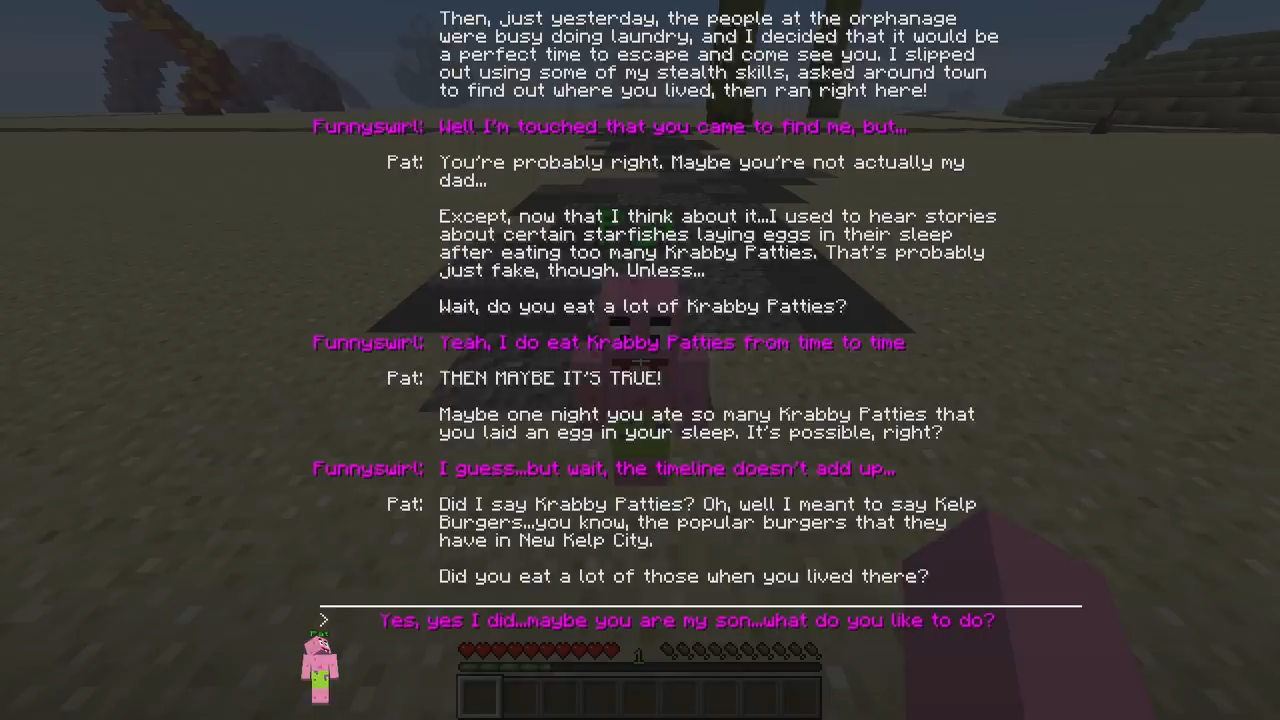 Then, just yesterday, the people at the orphanage
were busy doing laundry, and I decided that it would be
a perfect time to escape and come see you. I slipped
out using some of my stealth skills, asked around town
to find out where you lived, then ran right here!
Funnyswirl: Well I'm touched that you came to find me, but...
Pat: You're probably right. Maybe you're not actually my
dad...
Except, now that I think about it...I used to hear stories
about certain starfishes laying eggs in their sleep
after eating too many Krabby Patties. That's probably
just fake, though. Unless...
Wait, do you eat a lot of Krabby Patties?
Funnyswirl: Yeah, I do eat Krabby Patties from time to time
Pat: THEN MAYBE IT'S TRUE!
Maybe one night you ate so many Krabby Patties that
you laid an egg in your sleep. It's possible, right?
Funnyswirl: I guess...but wait, the timeline doesn't add up...
Pat: Did I say Krabby Patties? Oh, well I meant to say Kelp
Burgers...you know, the popular burgers that they
have in New Kelp City.
Did you eat a lot of those when you lived there?
> Yes, yes I did...maybe you are my son...what do you like to do?
Pat
1